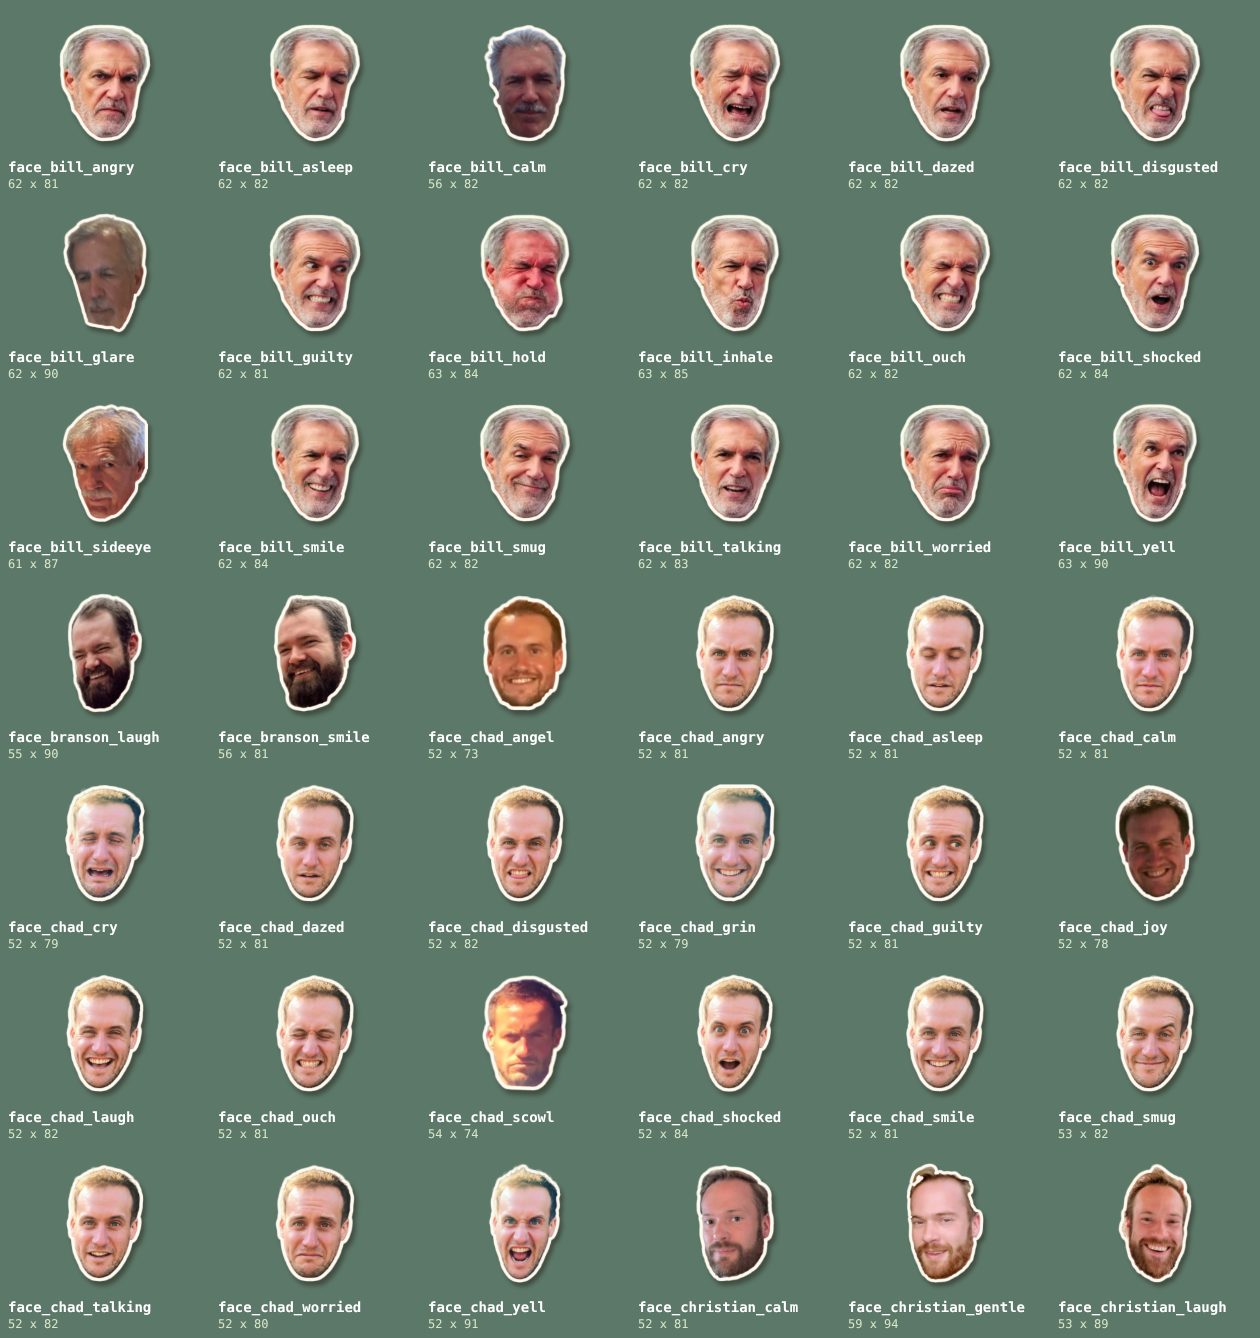 face_bill_angry
62 x 81
face_bill_asleep
62 x 82
face_bill_calm
56 x 82
face_bill_cry
62 x 82
face_bill_dazed
62 x 82
face_bill_disgusted
62 x 82
face_bill_glare
62 x 90
face_bill_guilty
62 x 81
face_bill_hold
63 x 84
face_bill_inhale
63 x 85
face_bill_ouch
62 x 82
face_bill_shocked
62 x 84
face_bill_sideeye
61 x 87
face_bill_smile
62 x 84
face_bill_smug
62 x 82
face_bill_talking
62 x 83
face_bill_worried
62 x 82
face_bill_yell
63 x 90
face_branson_laugh
55 x 90
face_branson_smile
56 x 81
face_chad_angel
52 x 73
face_chad_angry
52 x 81
face_chad_asleep
52 x 81
face_chad_calm
52 x 81
face_chad_cry
52 x 79
face_chad_dazed
52 x 81
face_chad_disgusted
52 x 82
face_chad_grin
52 x 79
face_chad_guilty
52 x 81
face_chad_joy
52 x 78
face_chad_laugh
52 x 82
face_chad_ouch
52 x 81
face_chad_scowl
54 x 74
face_chad_shocked
52 x 84
face_chad_smile
52 x 81
face_chad_smug
53 x 82
face_chad_talking
52 x 82
face_chad_worried
52 x 80
face_chad_yell
52 x 91
face_christian_calm
52 x 81
face_christian_gentle
59 x 94
face_christian_laugh
53 x 89